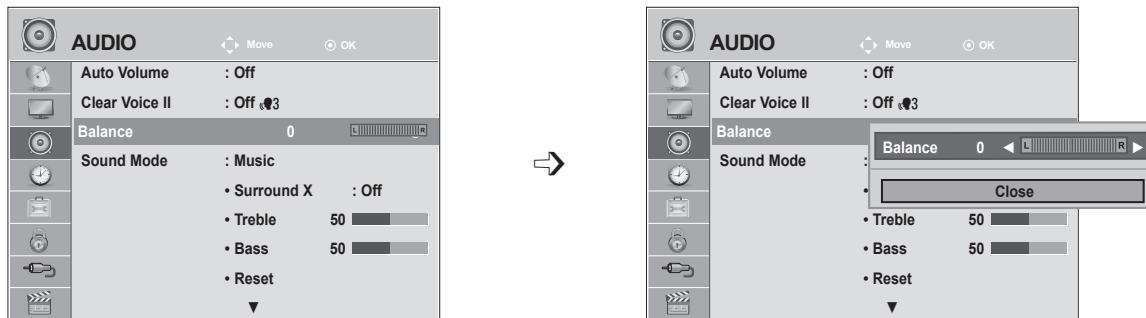 AUDIO Move OK
Auto Volume : Off
Clear Voice II : Off 3
Balance 0 L R
Sound Mode : Music
• Surround X : Off
• Treble 50
• Bass 50
• Reset
▼
AUDIO Move OK
Auto Volume : Off
Clear Voice II : Off 3
Balance
Balance 0 ◀ L R ▶
Sound Mode :
Close
•
• Treble 50
• Bass 50
• Reset
▼